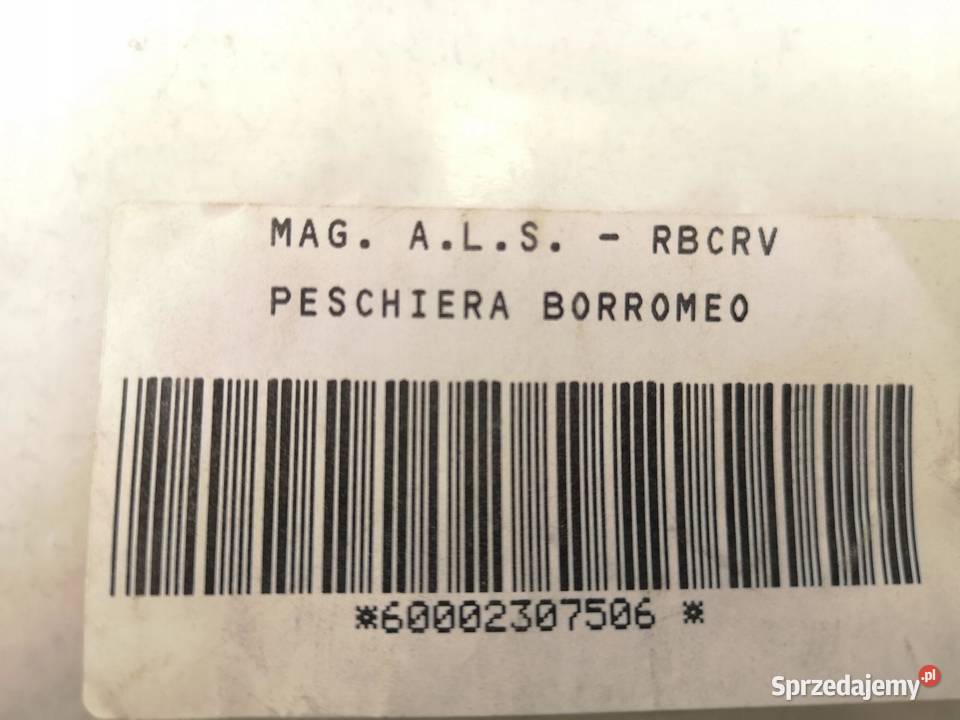 MAG. A.L.S. - RBCRV
PESCHIERA BORROMEO
*60002307506 *
Sprzedajemy.pl